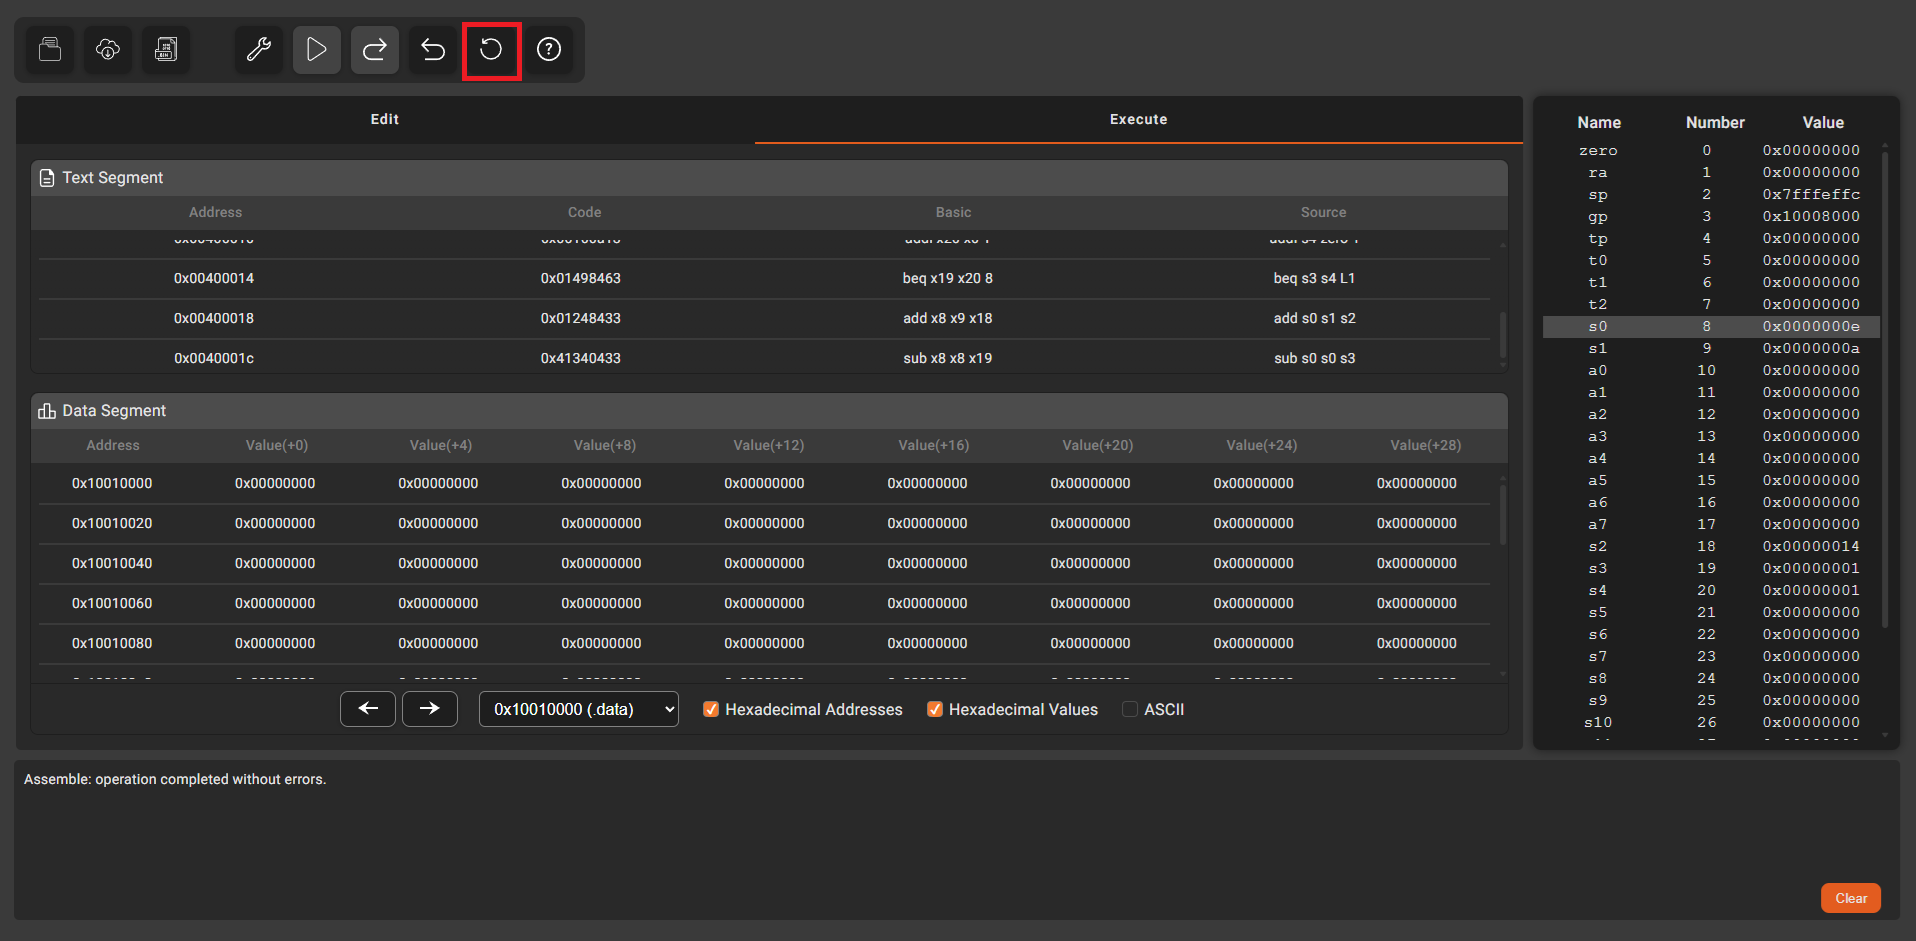 Edit Execute
Text Segment
Address Code Basic Source
0x00400014 0x01498463 beq x19 x20 8 beq s3 s4 L1
0x00400018 0x01248433 add x8 x9 x18 add s0 s1 s2
0x0040001c 0x41340433 sub x8 x8 x19 sub s0 s0 s3
Data Segment
Address Value(+0) Value(+4) Value(+8) Value(+12) Value(+16) Value(+20) Value(+24) Value(+28)
0x10010000 0x00000000 0x00000000 0x00000000 0x00000000 0x00000000 0x00000000 0x00000000 0x00000000
0x10010020 0x00000000 0x00000000 0x00000000 0x00000000 0x00000000 0x00000000 0x00000000 0x00000000
0x10010040 0x00000000 0x00000000 0x00000000 0x00000000 0x00000000 0x00000000 0x00000000 0x00000000
0x10010060 0x00000000 0x00000000 0x00000000 0x00000000 0x00000000 0x00000000 0x00000000 0x00000000
0x10010080 0x00000000 0x00000000 0x00000000 0x00000000 0x00000000 0x00000000 0x00000000 0x00000000
0x10010000 (.data) Hexadecimal Addresses Hexadecimal Values ASCII
Name Number Value
zero 0 0x00000000
ra 1 0x00000000
sp 2 0x7fffeffc
gp 3 0x10008000
tp 4 0x00000000
t0 5 0x00000000
t1 6 0x00000000
t2 7 0x00000000
s0 8 0x0000000e
s1 9 0x0000000a
a0 10 0x00000000
a1 11 0x00000000
a2 12 0x00000000
a3 13 0x00000000
a4 14 0x00000000
a5 15 0x00000000
a6 16 0x00000000
a7 17 0x00000000
s2 18 0x00000014
s3 19 0x00000001
s4 20 0x00000001
s5 21 0x00000000
s6 22 0x00000000
s7 23 0x00000000
s8 24 0x00000000
s9 25 0x00000000
s10 26 0x00000000
Assemble: operation completed without errors.
Clear